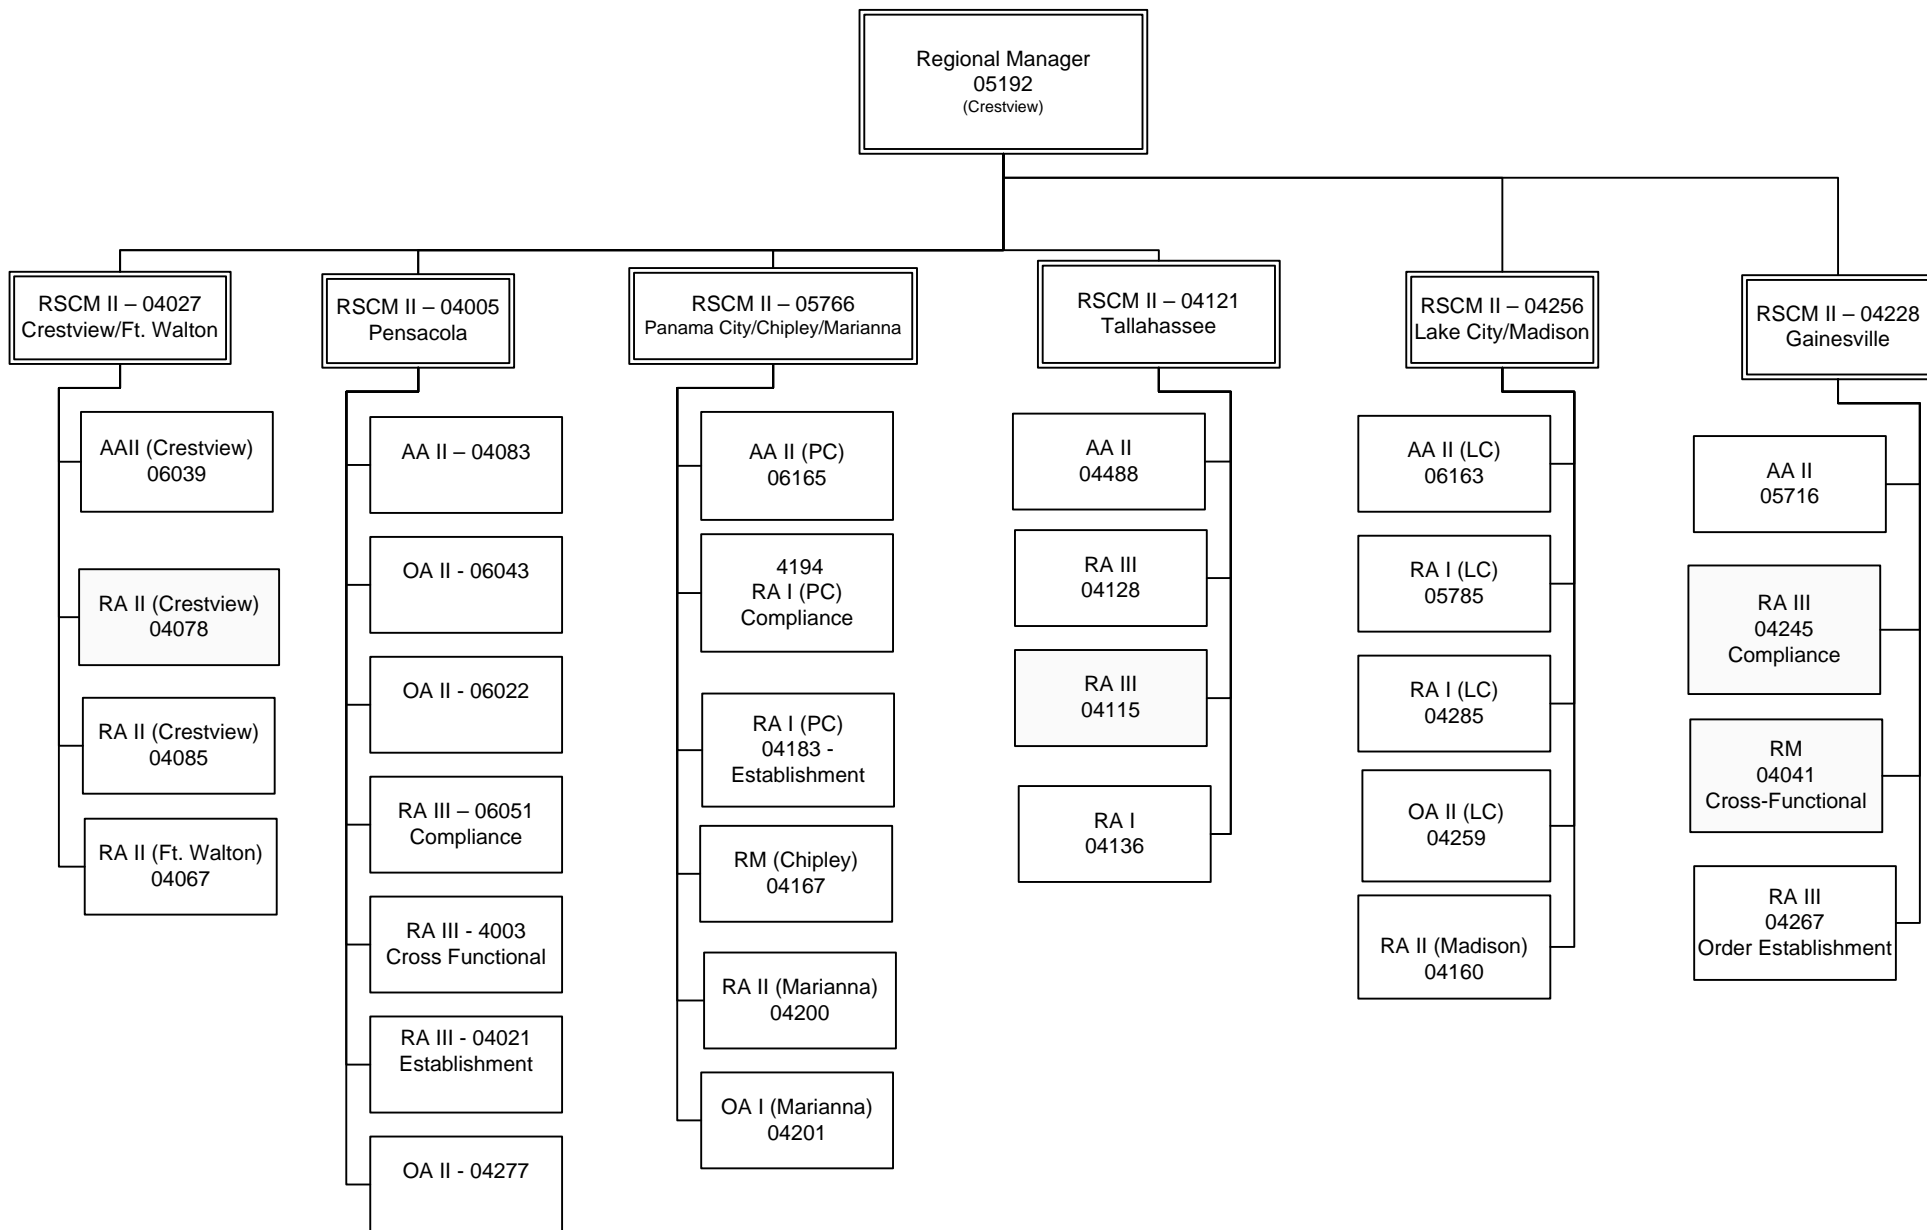 Regional Manager
05192
(Crestview)
RSCM II – 04027
Crestview/Ft. Walton
RSCM II – 04005
Pensacola
RSCM II – 05766
Panama City/Chipley/Marianna
RSCM II – 04121
Tallahassee
RSCM II – 04256
Lake City/Madison
RSCM II – 04228
Gainesville
AAII (Crestview)
06039
RA II (Crestview)
04078
RA II (Crestview)
04085
RA II (Ft. Walton)
04067
AA II – 04083
OA II - 06043
OA II - 06022
RA III – 06051
Compliance
RA III - 4003
Cross Functional
RA III - 04021
Establishment
OA II - 04277
AA II (PC)
06165
4194
RA I (PC)
Compliance
RA I (PC)
04183 -
Establishment
RM (Chipley)
04167
RA II (Marianna)
04200
OA I (Marianna)
04201
AA II
04488
RA III
04128
RA III
04115
RA I
04136
AA II (LC)
06163
RA I (LC)
05785
RA I (LC)
04285
OA II (LC)
04259
RA II (Madison)
04160
AA II
05716
RA III
04245
Compliance
RM
04041
Cross-Functional
RA III
04267
Order Establishment